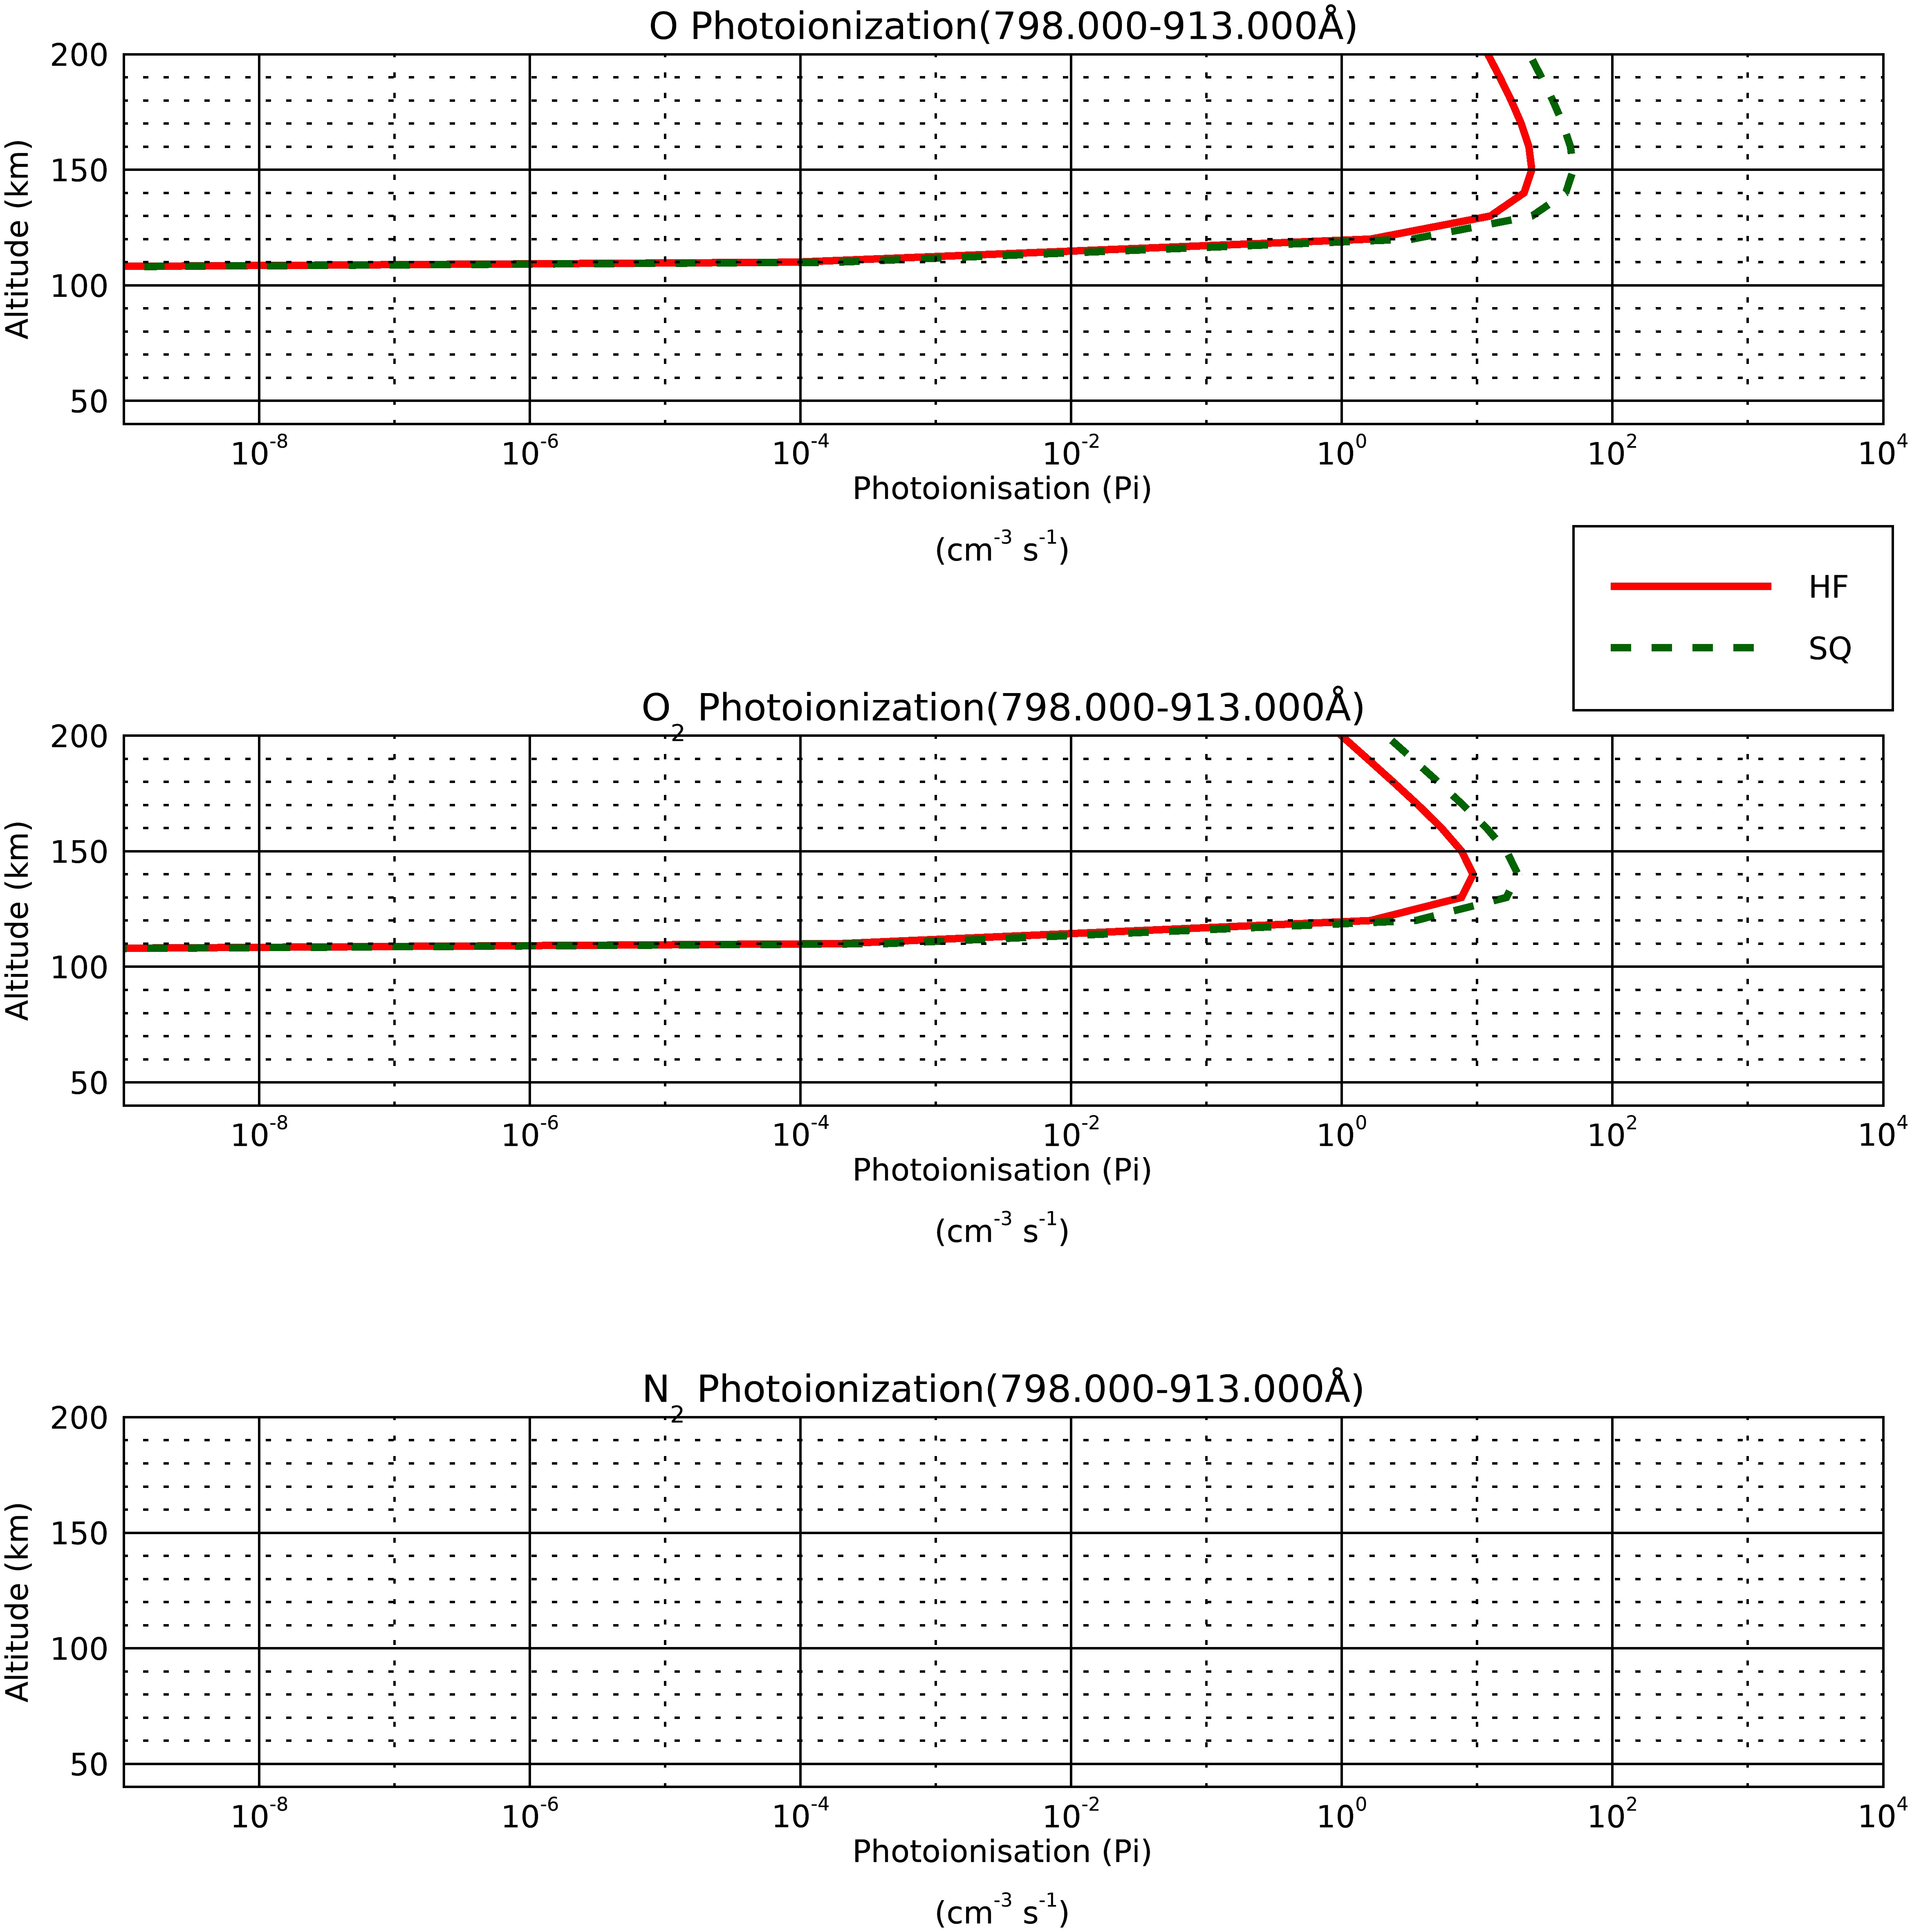 O Photoionization(798.000-913.000Å)
200
150
100
50
Altitude (km)
10⁻⁸ 10⁻⁶ 10⁻⁴ 10⁻² 10⁰ 10² 10⁴
Photoionisation (Pi)
(cm⁻³ s⁻¹)
HF
SQ
O₂ Photoionization(798.000-913.000Å)
200
150
100
50
Altitude (km)
10⁻⁸ 10⁻⁶ 10⁻⁴ 10⁻² 10⁰ 10² 10⁴
Photoionisation (Pi)
(cm⁻³ s⁻¹)
N₂ Photoionization(798.000-913.000Å)
200
150
100
50
Altitude (km)
10⁻⁸ 10⁻⁶ 10⁻⁴ 10⁻² 10⁰ 10² 10⁴
Photoionisation (Pi)
(cm⁻³ s⁻¹)